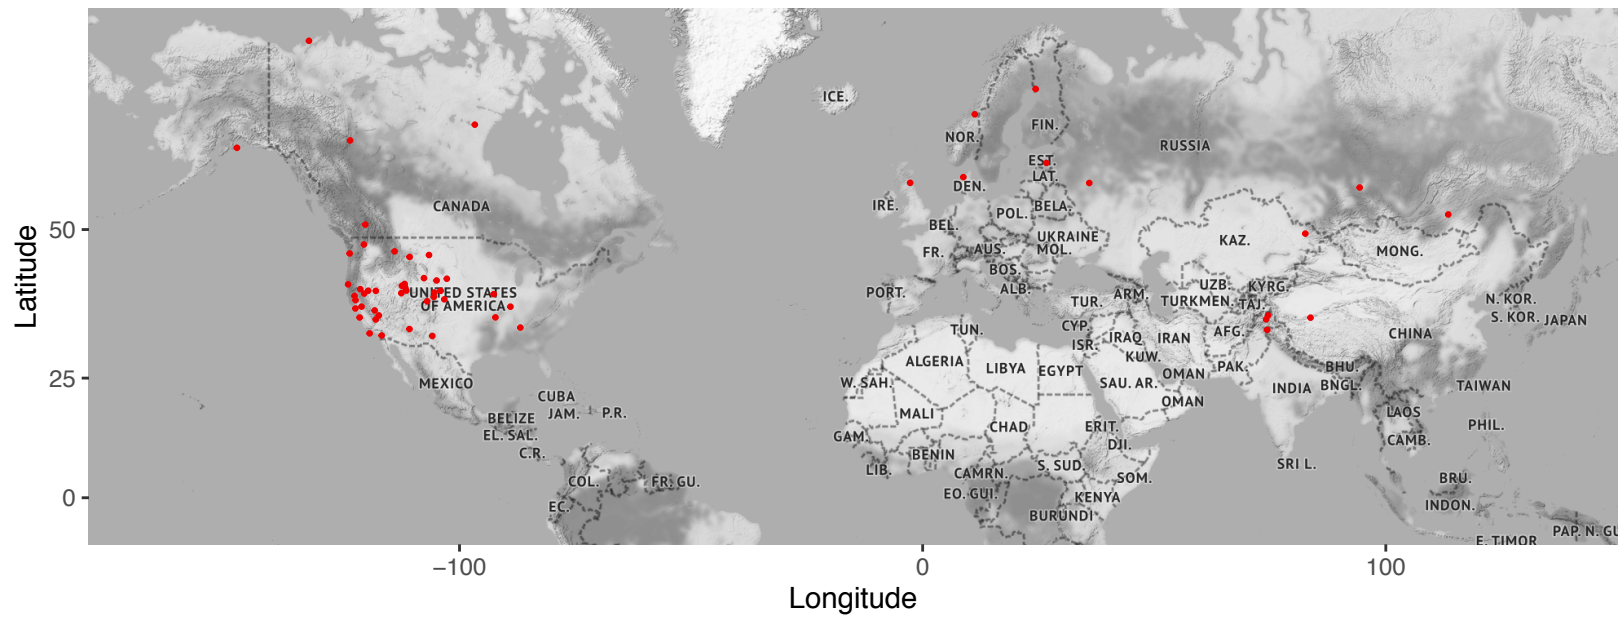 ICE.
NOR.
FIN.
RUSSIA
EST.
LAT.
DEN.
CANADA
IRE.
BEL.
POL.
BELA.
FR.
AUS.
UKRAINE
MOL.
KAZ.
MONG.
BOS.
ALB.
PORT.
UNITED STATES
OF AMERICA
TUR.
ARM.
UZB.
KYRG.
TURKMEN.
TAJ.
N. KOR.
S. KOR.
JAPAN
TUN.
CYP.
ISR.
IRAQ
IRAN
AFG.
CHINA
KUW.
ALGERIA
LIBYA
EGYPT
SAU. AR.
OMAN
PAK.
BHU.
INDIA
BNGL.
TAIWAN
MEXICO
W. SAH.
OMAN
CUBA
JAM.
P.R.
BELIZE
EL. SAL.
C.R.
MALI
CHAD
ERIT.
DJI.
LAOS
PHIL.
CAMB.
GAM.
BENIN
LIB.
CAMRN.
S. SUD.
SOM.
SRI L.
COL.
FR. GU.
EC.
EO. GUI.
KENYA
BURUNDI
BRU.
INDON.
E. TIMOR
PAP. N. GU
50
25
0
Latitude
−100
0
100
Longitude